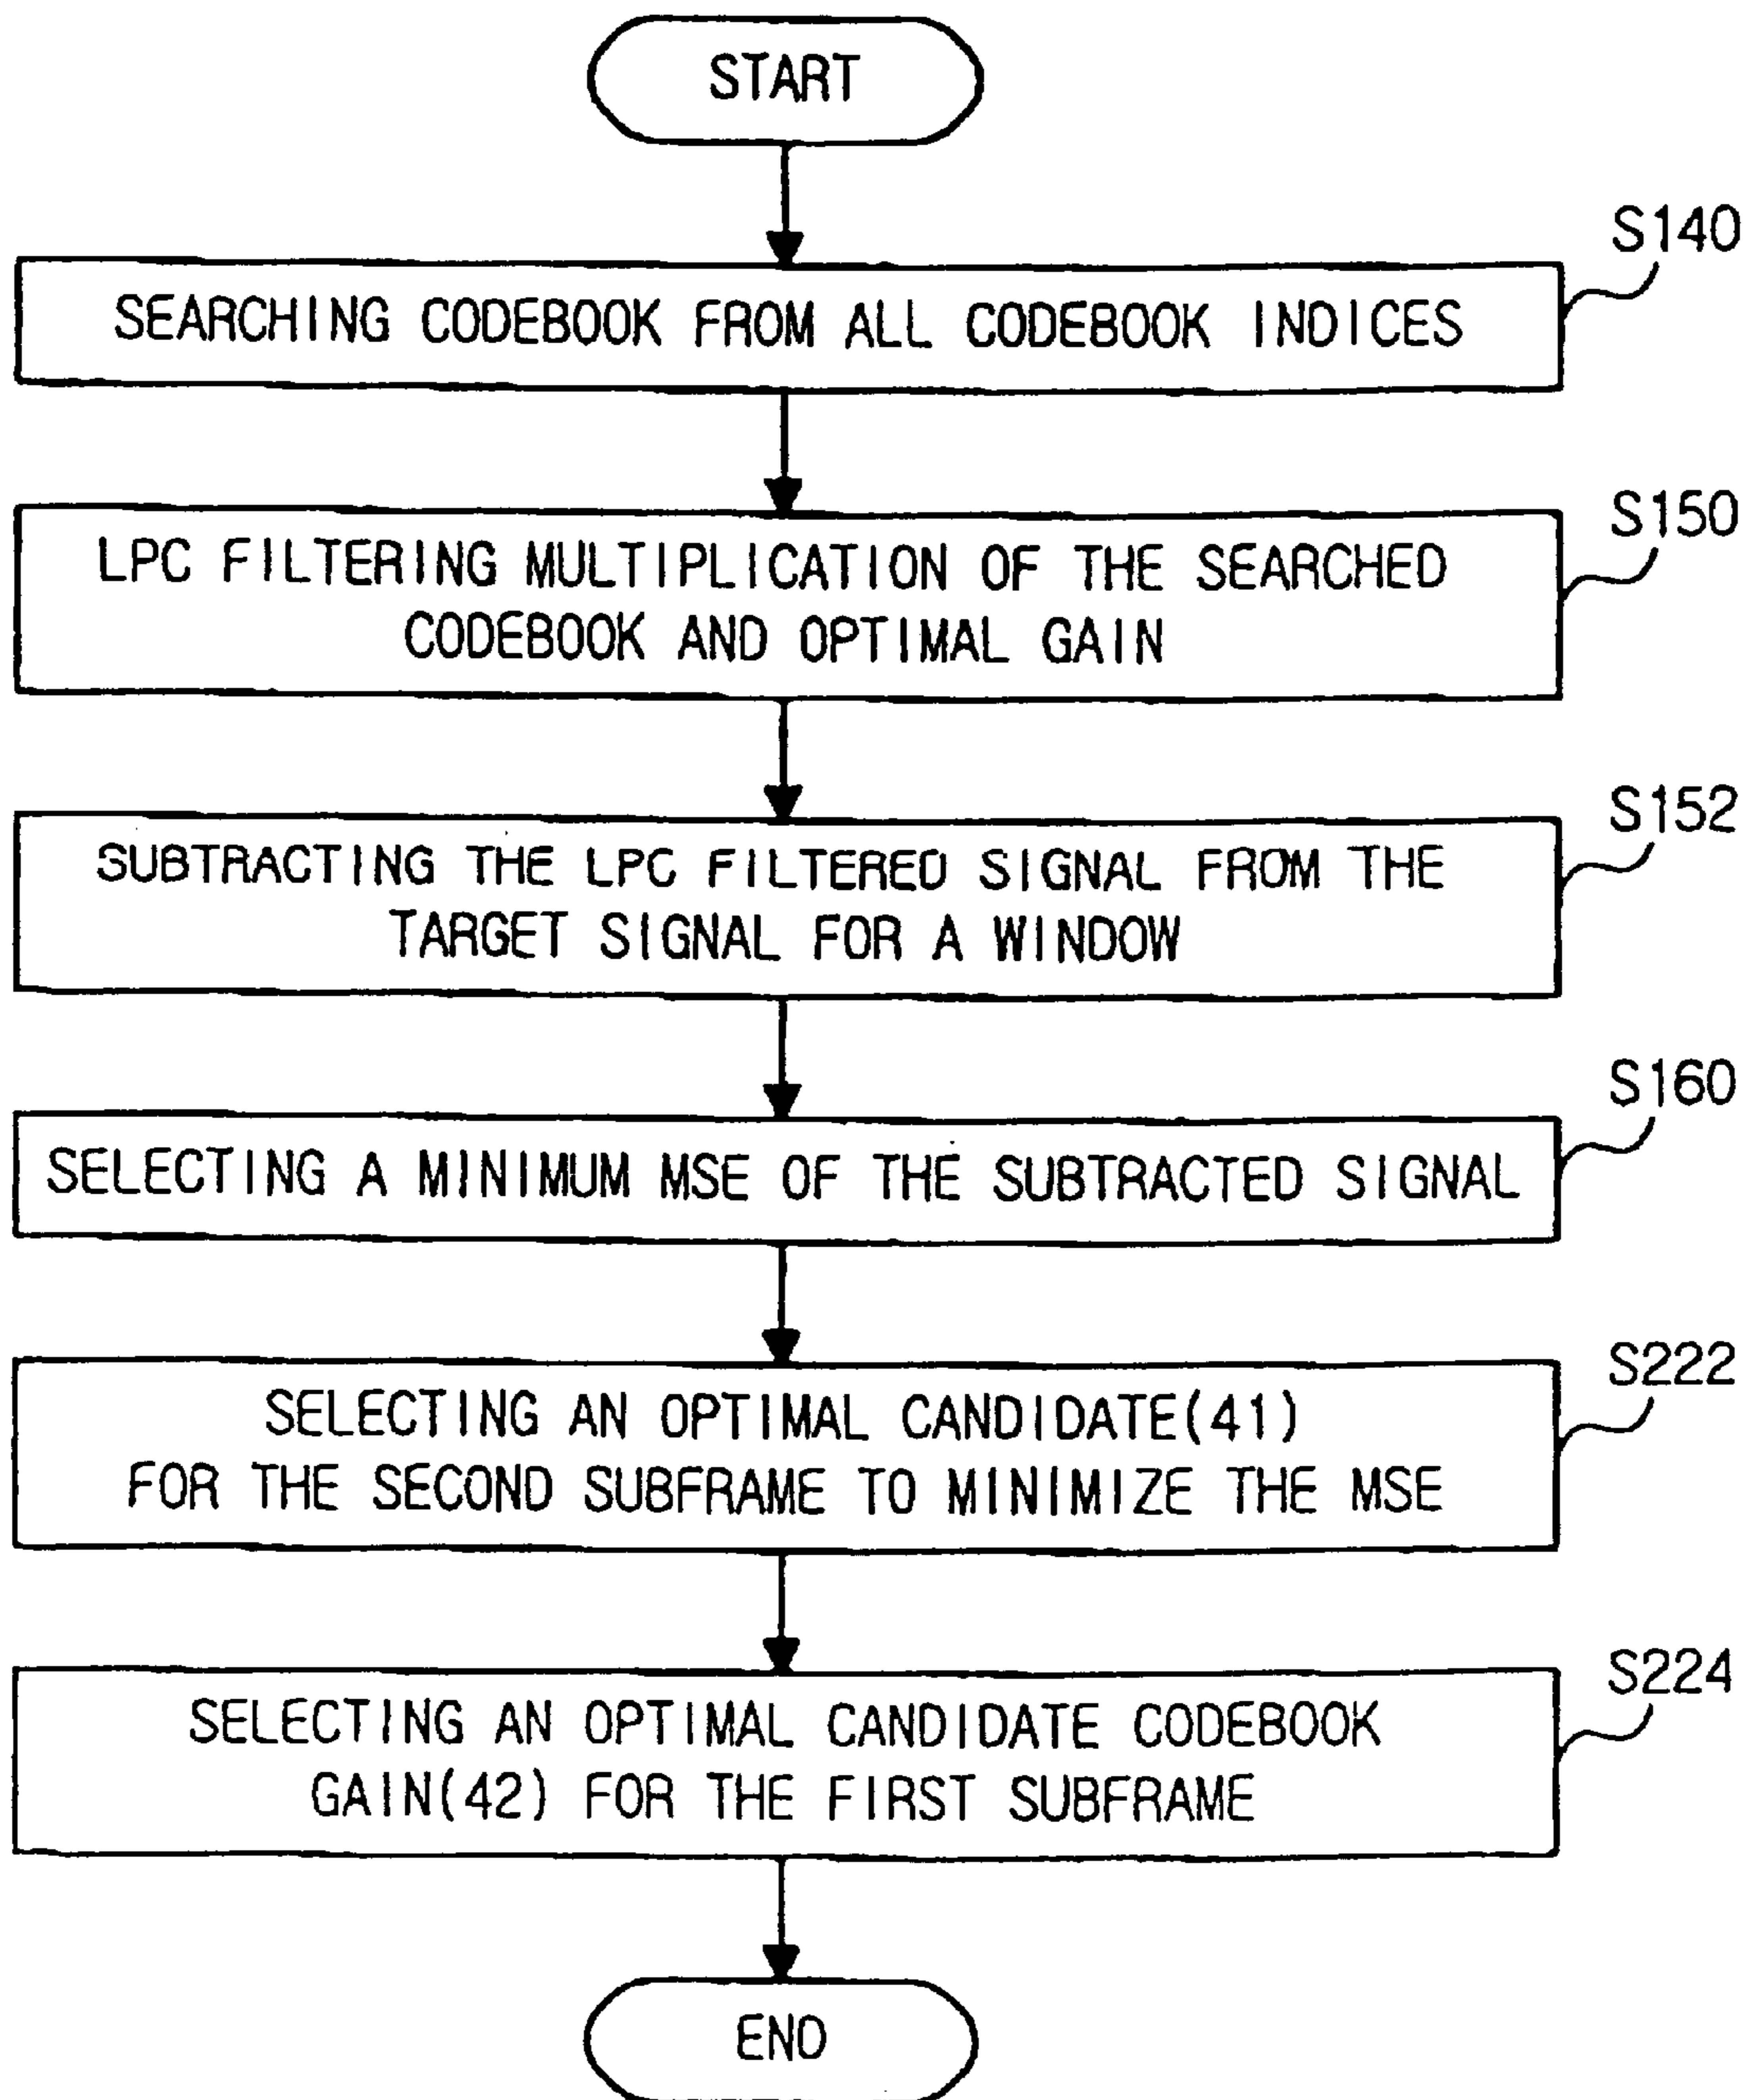 START
S140
SEARCHING CODEBOOK FROM ALL CODEBOOK INDICES
S150
LPC FILTERING MULTIPLICATION OF THE SEARCHED
CODEBOOK AND OPTIMAL GAIN
S152
SUBTRACTING THE LPC FILTERED SIGNAL FROM THE
TARGET SIGNAL FOR A WINDOW
S160
SELECTING A MINIMUM MSE OF THE SUBTRACTED SIGNAL
S222
SELECTING AN OPTIMAL CANDIDATE(41)
FOR THE SECOND SUBFRAME TO MINIMIZE THE MSE
S224
SELECTING AN OPTIMAL CANDIDATE CODEBOOK
GAIN(42) FOR THE FIRST SUBFRAME
END